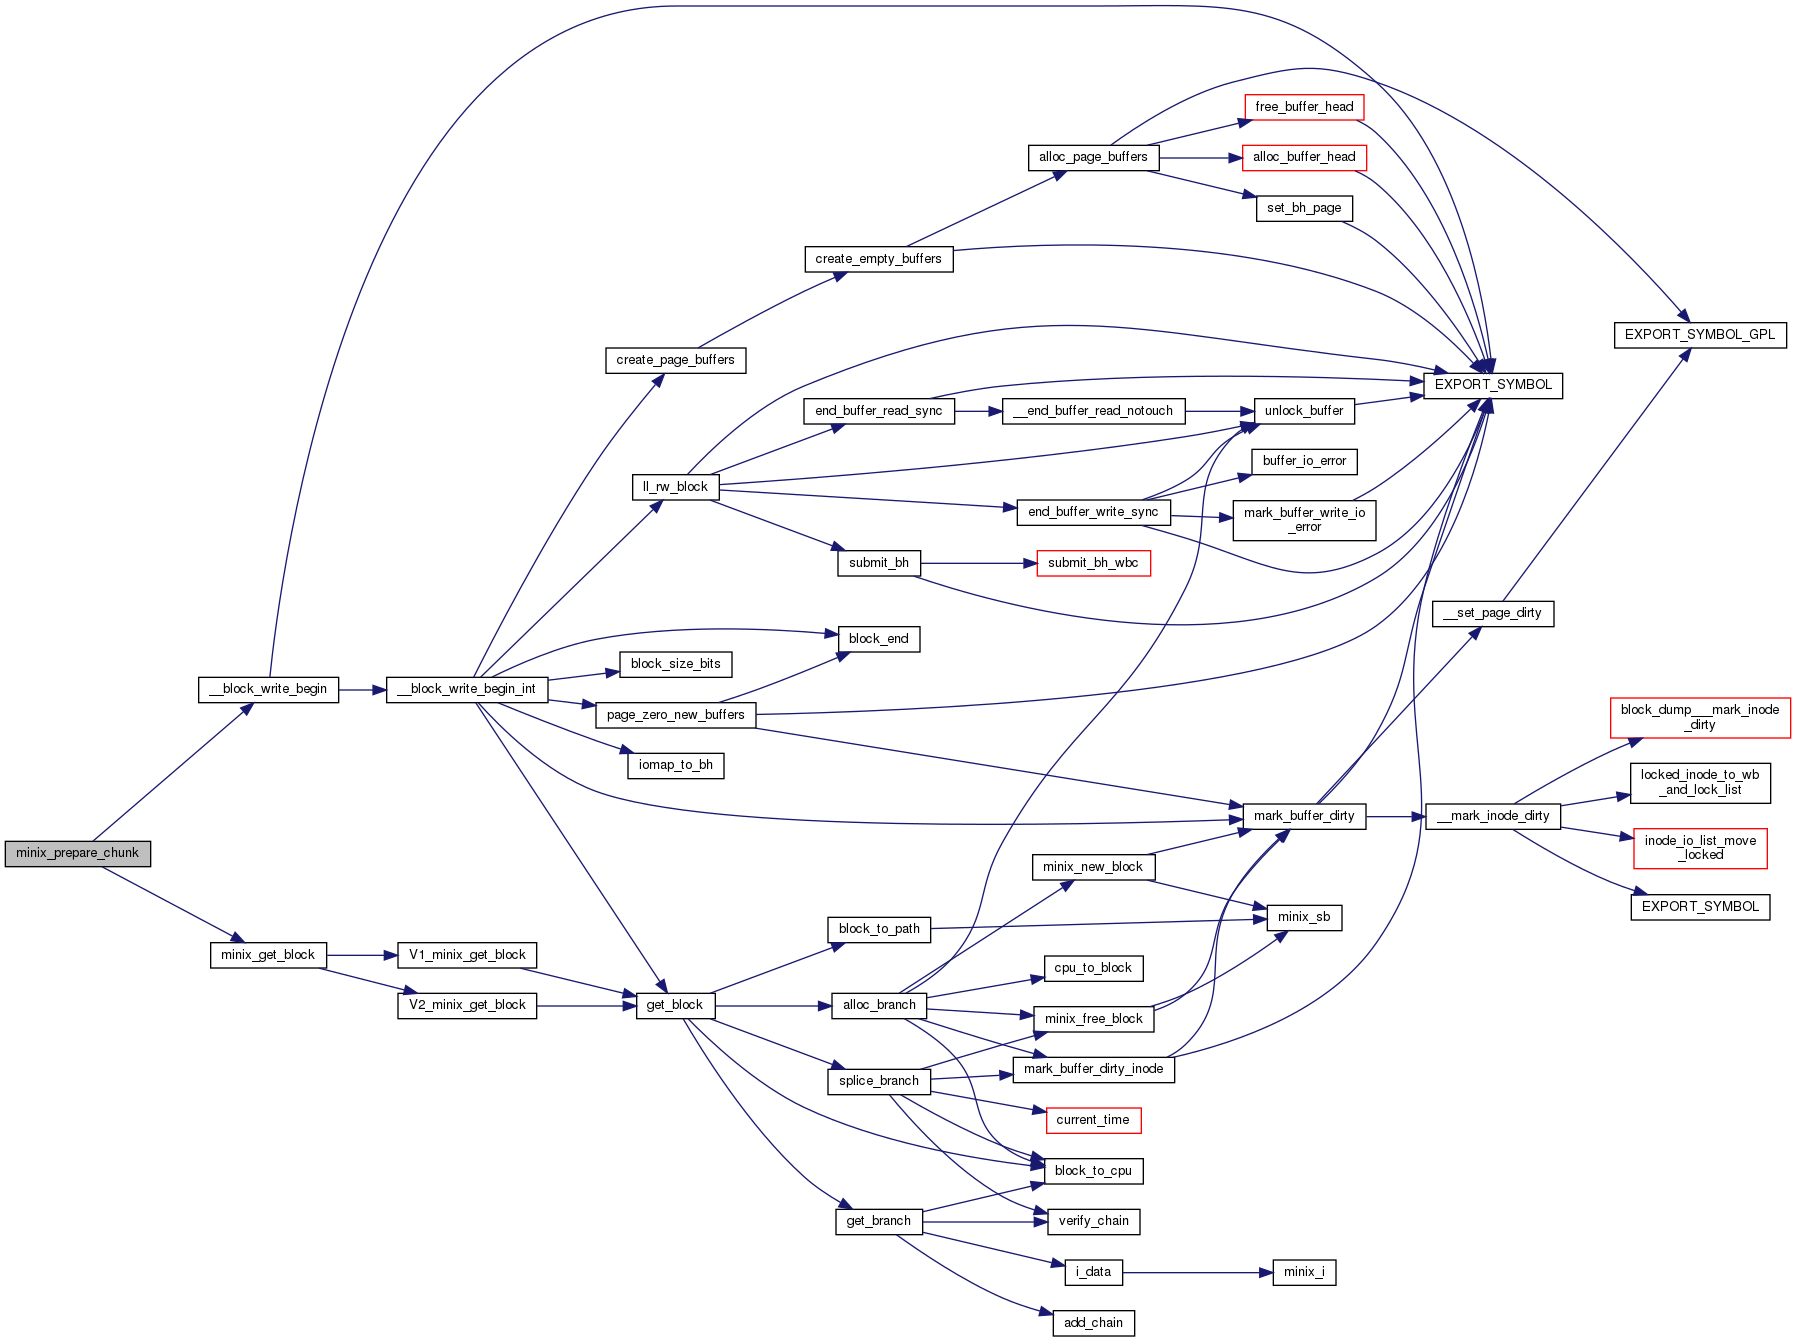 free_buffer_head
alloc_page_buffers
alloc_buffer_head
set_bh_page
create_empty_buffers
EXPORT_SYMBOL_GPL
create_page_buffers
EXPORT_SYMBOL
end_buffer_read_sync
__end_buffer_read_notouch
unlock_buffer
buffer_io_error
ll_rw_block
end_buffer_write_sync
mark_buffer_write_io
_error
submit_bh
submit_bh_wbc
__set_page_dirty
block_end
block_size_bits
__block_write_begin
__block_write_begin_int
page_zero_new_buffers
block_dump___mark_inode
_dirty
iomap_to_bh
locked_inode_to_wb
_and_lock_list
mark_buffer_dirty
__mark_inode_dirty
minix_prepare_chunk
inode_io_list_move
_locked
minix_new_block
EXPORT_SYMBOL
minix_sb
block_to_path
minix_get_block
V1_minix_get_block
cpu_to_block
V2_minix_get_block
get_block
alloc_branch
minix_free_block
mark_buffer_dirty_inode
splice_branch
current_time
block_to_cpu
get_branch
verify_chain
i_data
minix_i
add_chain